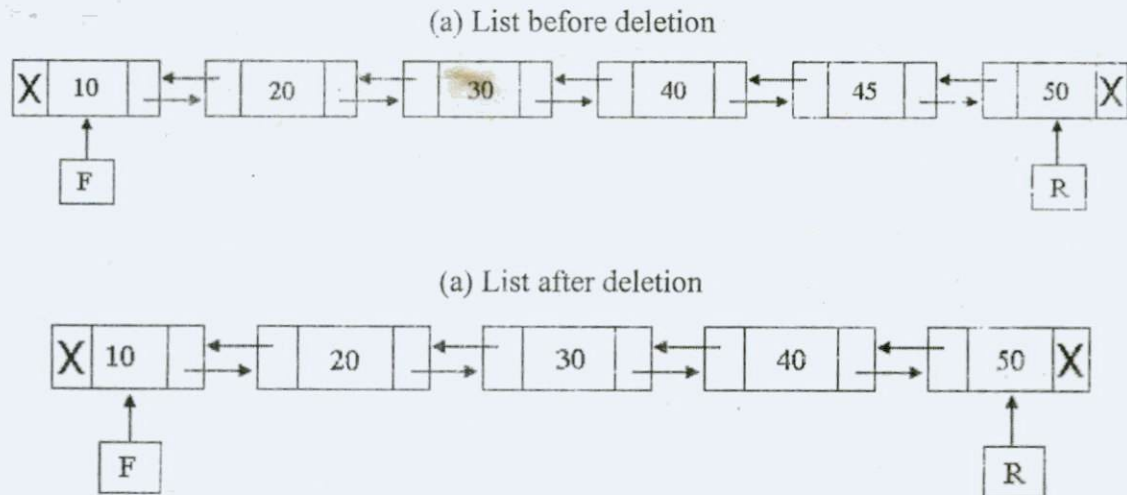 (a) List before deletion
X 10 20 30 40 45 50 X
F R
(a) List after deletion
X 10 20 30 40 50 X
F R